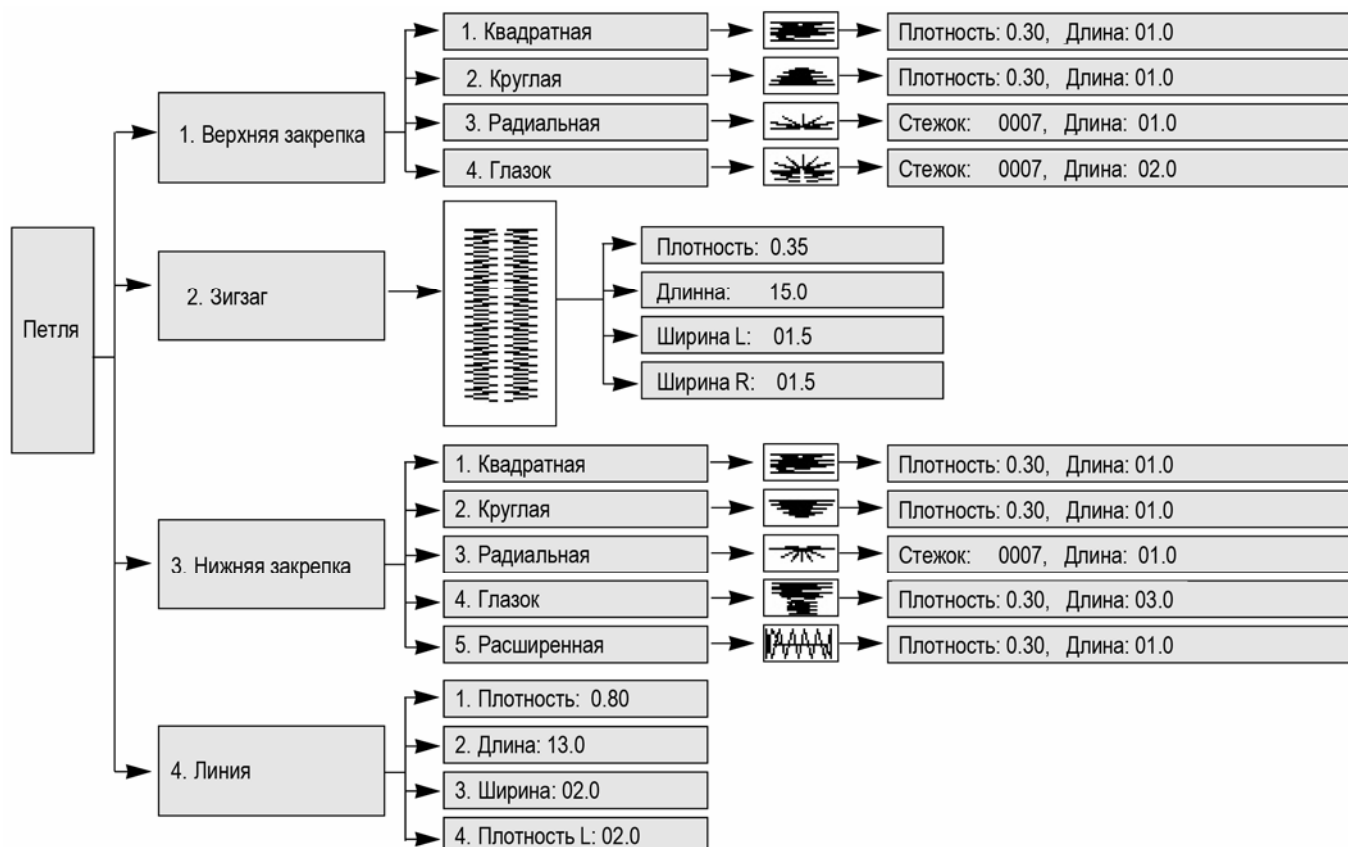 Петля
1. Верхняя закрепка
1. Квадратная
Плотность: 0.30, Длина: 01.0
2. Круглая
Плотность: 0.30, Длина: 01.0
3. Радиальная
Стежок: 0007, Длина: 01.0
4. Глазок
Стежок: 0007, Длина: 02.0
2. Зигзаг
Плотность: 0.35
Длинна: 15.0
Ширина L: 01.5
Ширина R: 01.5
3. Нижняя закрепка
1. Квадратная
Плотность: 0.30, Длина: 01.0
2. Круглая
Плотность: 0.30, Длина: 01.0
3. Радиальная
Стежок: 0007, Длина: 01.0
4. Глазок
Плотность: 0.30, Длина: 03.0
5. Расширенная
Плотность: 0.30, Длина: 01.0
4. Линия
1. Плотность: 0.80
2. Длина: 13.0
3. Ширина: 02.0
4. Плотность L: 02.0